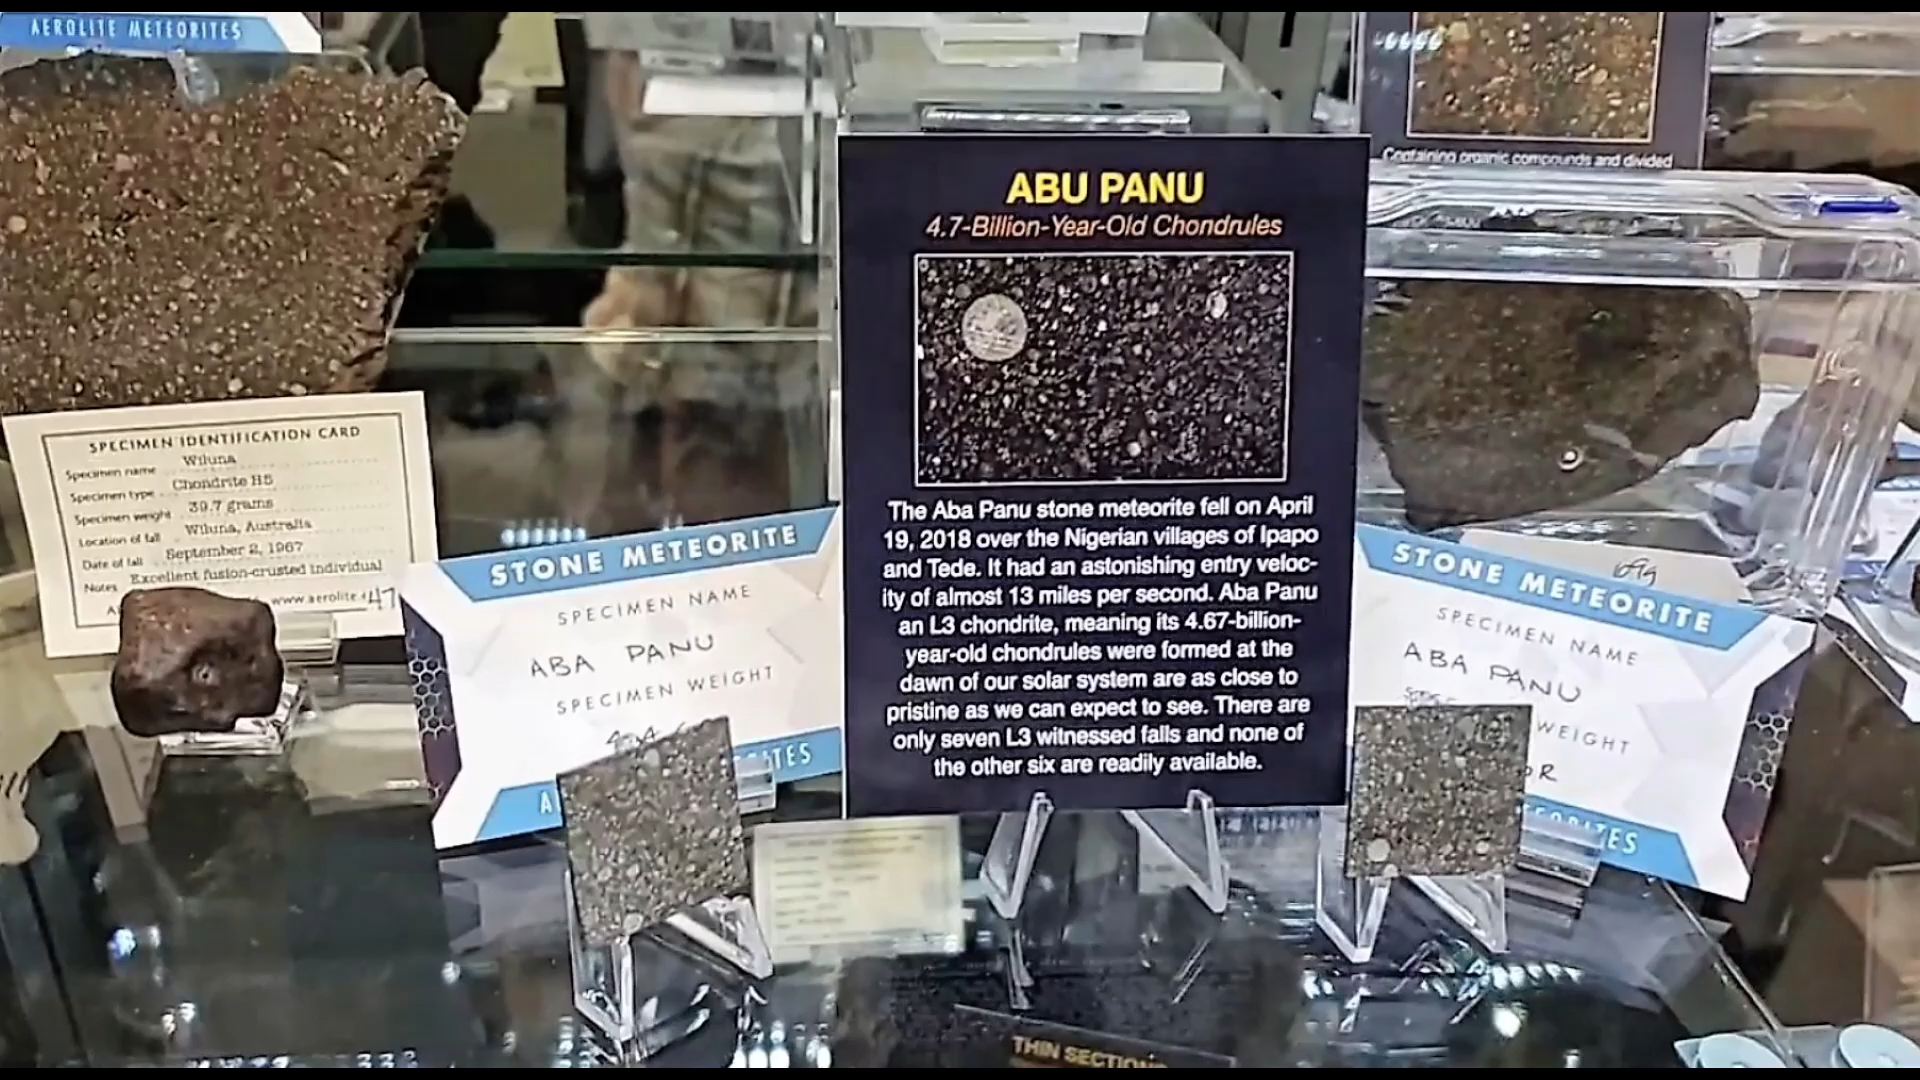 AEROLITE METEORITES
Containing organic compounds and divided
ABU PANU
4.7-Billion-Year-Old Chondrules
The Aba Panu stone meteorite fell on April
19, 2018 over the Nigerian villages of Ipapo
and Tede. It had an astonishing entry veloc-
ity of almost 13 miles per second. Aba Panu
an L3 chondrite, meaning its 4.67-billion-
year-old chondrules were formed at the
dawn of our solar system are as close to
pristine as we can expect to see. There are
only seven L3 witnessed falls and none of
the other six are readily available.
SPECIMEN IDENTIFICATION CARD
Specimen name Wiluna
Specimen type Chondrite H5
Specimen weight 39.7 grams
Location of fall Wiluna, Australia
Date of fall September 2, 1967
Notes Excellent fusion-crusted individual
www.aerolite
STONE METEORITE
SPECIMEN NAME
ABA PANU
SPECIMEN WEIGHT
STONE METEORITE
SPECIMEN NAME
ABA PANU
WEIGHT
THIN SECTION